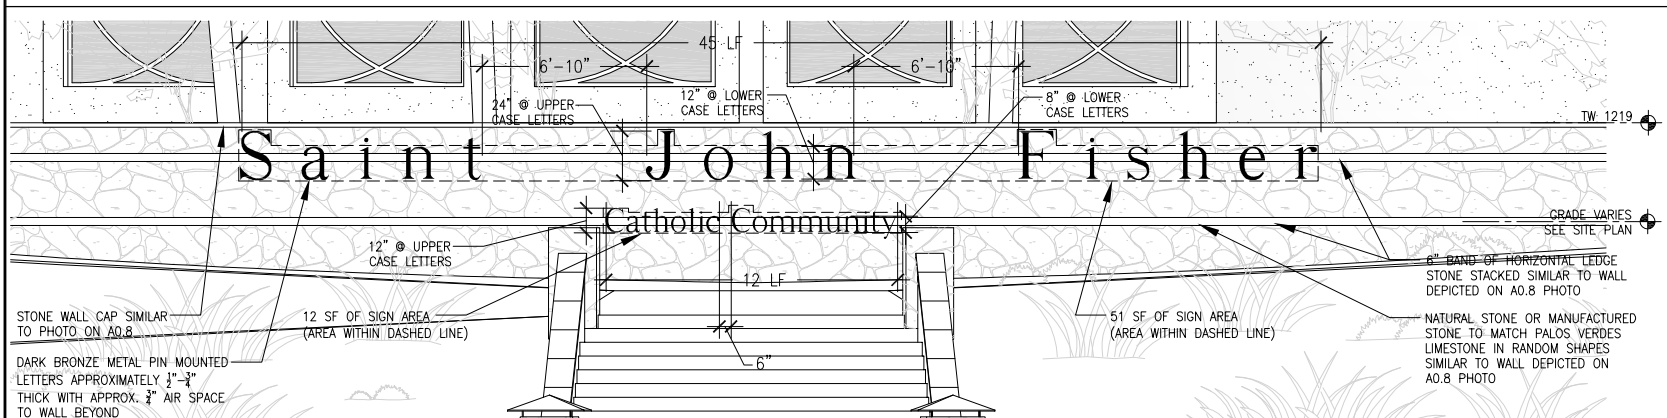 45 LF
6'-10"
6'-10"
24" @ UPPER
CASE LETTERS
12" @ LOWER
CASE LETTERS
8" @ LOWER
CASE LETTERS
TW 1219
Saint John Fisher
Catholic Community
GRADE VARIES
SEE SITE PLAN
12" @ UPPER
CASE LETTERS
12 LF
6" BAND OF HORIZONTAL LEDGE
STONE STACKED SIMILAR TO WALL
DEPICTED ON A0.8 PHOTO
STONE WALL CAP SIMILAR
TO PHOTO ON A0.8
12 SF OF SIGN AREA
(AREA WITHIN DASHED LINE)
51 SF OF SIGN AREA
(AREA WITHIN DASHED LINE)
NATURAL STONE OR MANUFACTURED
STONE TO MATCH PALOS VERDES
LIMESTONE IN RANDOM SHAPES
SIMILAR TO WALL DEPICTED ON
A0.8 PHOTO
6"
DARK BRONZE METAL PIN MOUNTED
LETTERS APPROXIMATELY ½"-¾"
THICK WITH APPROX. ¾" AIR SPACE
TO WALL BEYOND